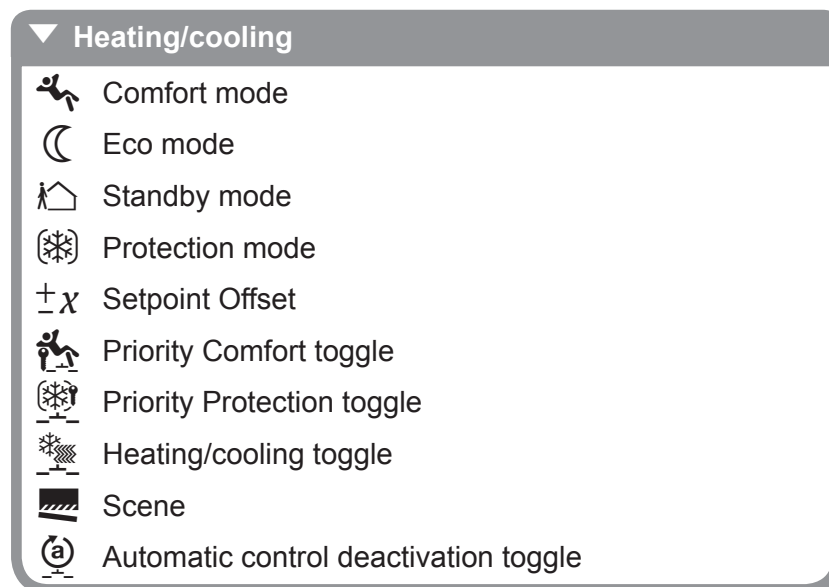 Heating/cooling
Comfort mode
Eco mode
Standby mode
Protection mode
±x Setpoint Offset
Priority Comfort toggle
Priority Protection toggle
Heating/cooling toggle
Scene
a Automatic control deactivation toggle